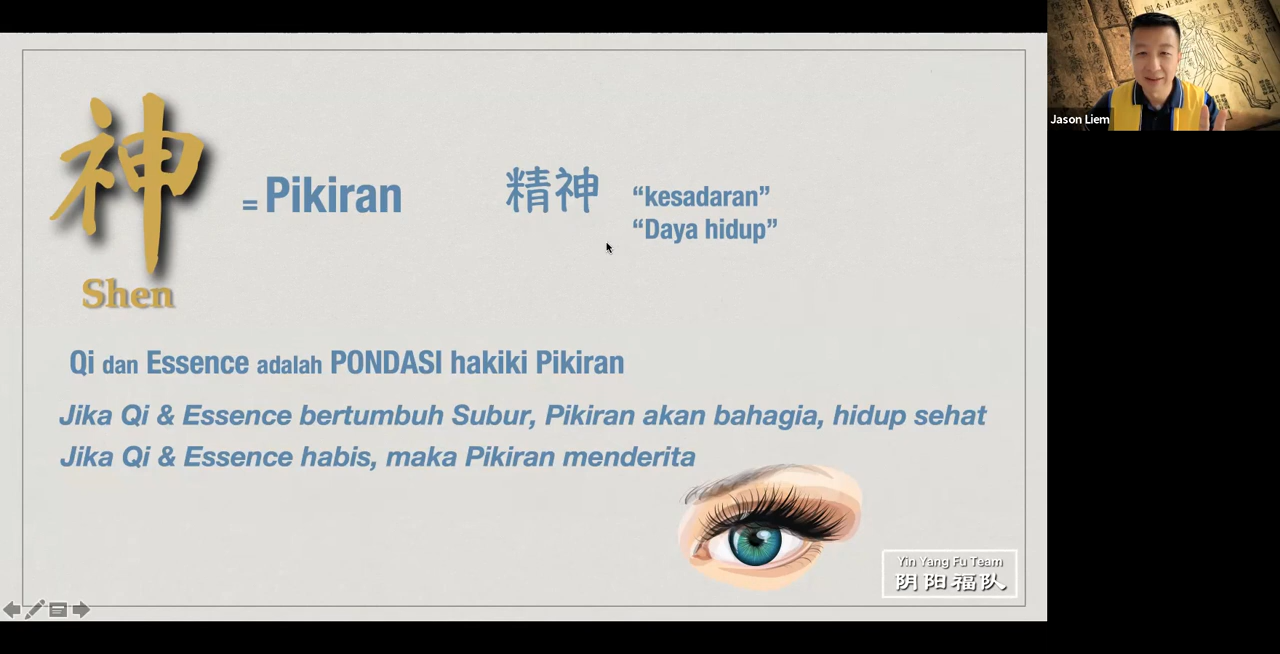 神
Shen
= Pikiran
精神
“kesadaran”
“Daya hidup”
Qi dan Essence adalah PONDASI hakiki Pikiran
Jika Qi & Essence bertumbuh Subur, Pikiran akan bahagia, hidup sehat
Jika Qi & Essence habis, maka Pikiran menderita
Yin Yang Fu Team
阴阳福队
Jason Liem